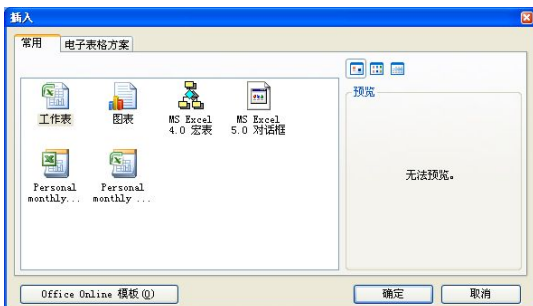 插入
常用 电子表格方案
工作表
图表
MS Excel
4.0 宏表
MS Excel
5.0 对话框
Personal
monthly...
Personal
monthly ...
预览
无法预览。
Office Online 模板(O)
确定
取消